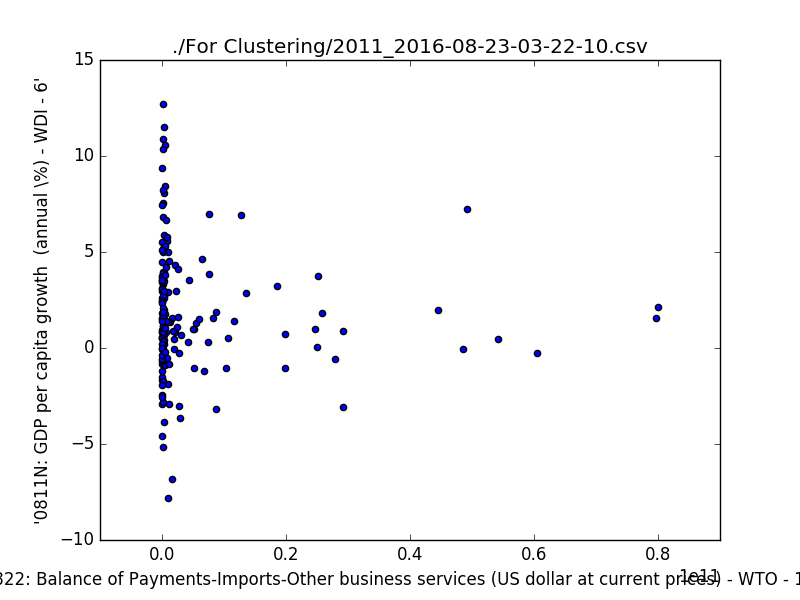 ./For Clustering/2011_2016-08-23-03-22-10.csv
'0811N: GDP per capita growth  (annual \%) - WDI - 6'
15
10
5
0
−5
−10
0.0 0.2 0.4 0.6 0.8
1e11
322: Balance of Payments-Imports-Other business services (US dollar at current prices) - WTO - 1